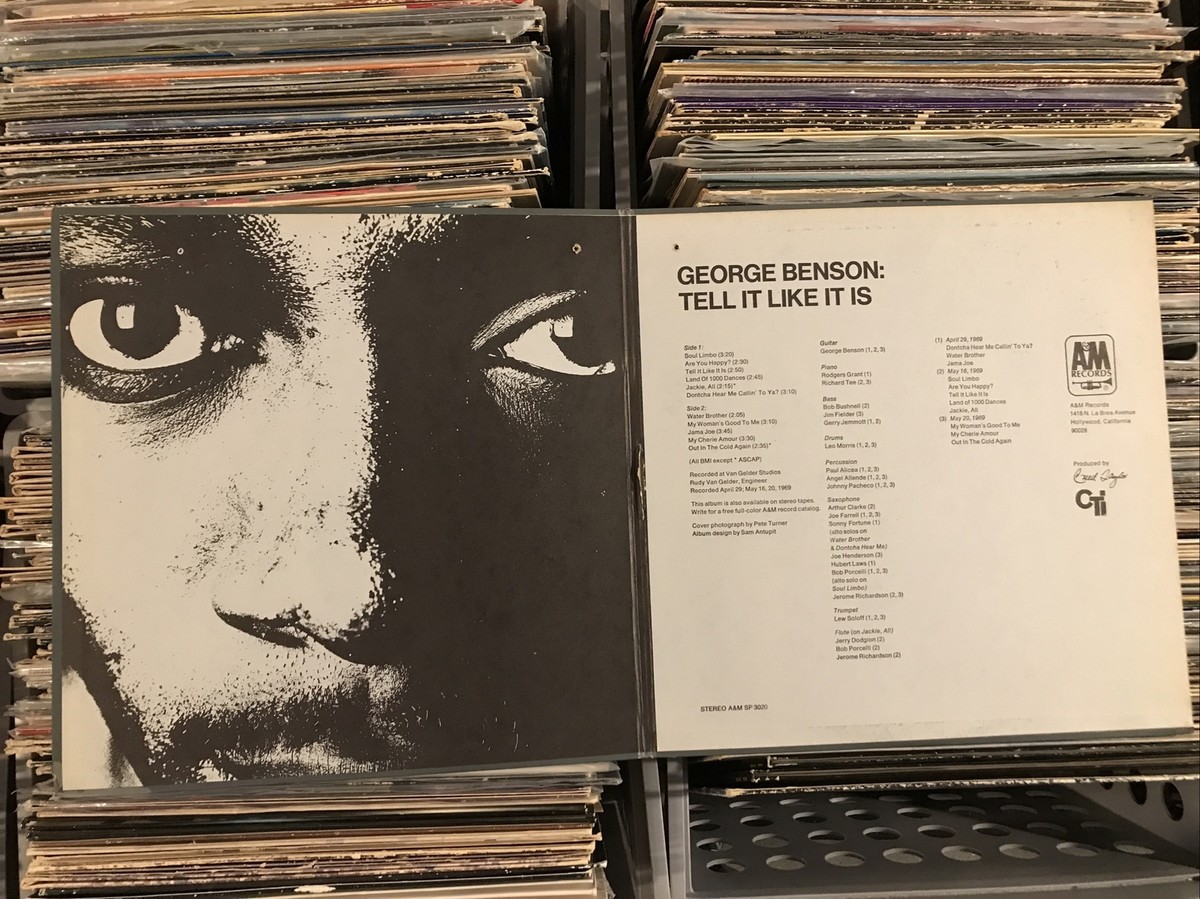 GEORGE BENSON:
TELL IT LIKE IT IS
Side 1:
Soul Limbo (3:20)
Are You Happy? (2:30)
Tell It Like It Is (2:50)
Land Of 1000 Dances (2:45)
Jackie, All (2:15)*
Dontcha Hear Me Callin' To Ya? (3:10)
Side 2:
Water Brother (2:05)
My Woman's Good To Me (3:10)
Jama Joe (3:45)
My Cherie Amour (3:30)
Out In The Cold Again (2:35)*
(All BMI except * ASCAP)
Recorded at Van Gelder Studios
Rudy Van Gelder, Engineer
Recorded April 29; May 16, 20, 1969
This album is also available on stereo tapes.
Write for a free full-color A&M record catalog.
Cover photograph by Pete Turner
Album design by Sam Antupit
Guitar
George Benson (1, 2, 3)
Piano
Rodgers Grant (1)
Richard Tee (2, 3)
Bass
Bob Bushnell (2)
Jim Fielder (3)
Gerry Jemmott (1, 2)
Drums
Leo Morris (1, 2, 3)
Percussion
Paul Alicea (1, 2, 3)
Angel Allende (1, 2, 3)
Johnny Pacheco (1, 2, 3)
Saxophone
Arthur Clarke (2)
Joe Farrell (1, 2, 3)
Sonny Fortune (1)
(alto solos on
Water Brother
& Dontcha Hear Me)
Joe Henderson (3)
Hubert Laws (1)
Bob Porcelli (1, 2, 3)
(alto solo on
Soul Limbo)
Jerome Richardson (2, 3)
Trumpet
Lew Soloff (1, 2, 3)
Flute (on Jackie, All)
Jerry Dodgion (2)
Bob Porcelli (2)
Jerome Richardson (2)
(1) April 29, 1969
Dontcha Hear Me Callin' To Ya?
Water Brother
Jama Joe
(2) May 16, 1969
Soul Limbo
Are You Happy?
Tell It Like It Is
Land of 1000 Dances
Jackie, All
(3) May 20, 1969
My Woman's Good To Me
My Cherie Amour
Out In The Cold Again
A&M
RECORDS
A&M Records
1416 N. La Brea Avenue
Hollywood, California
90028
Produced by
Creed Taylor
CTi
STEREO A&M SP 3020